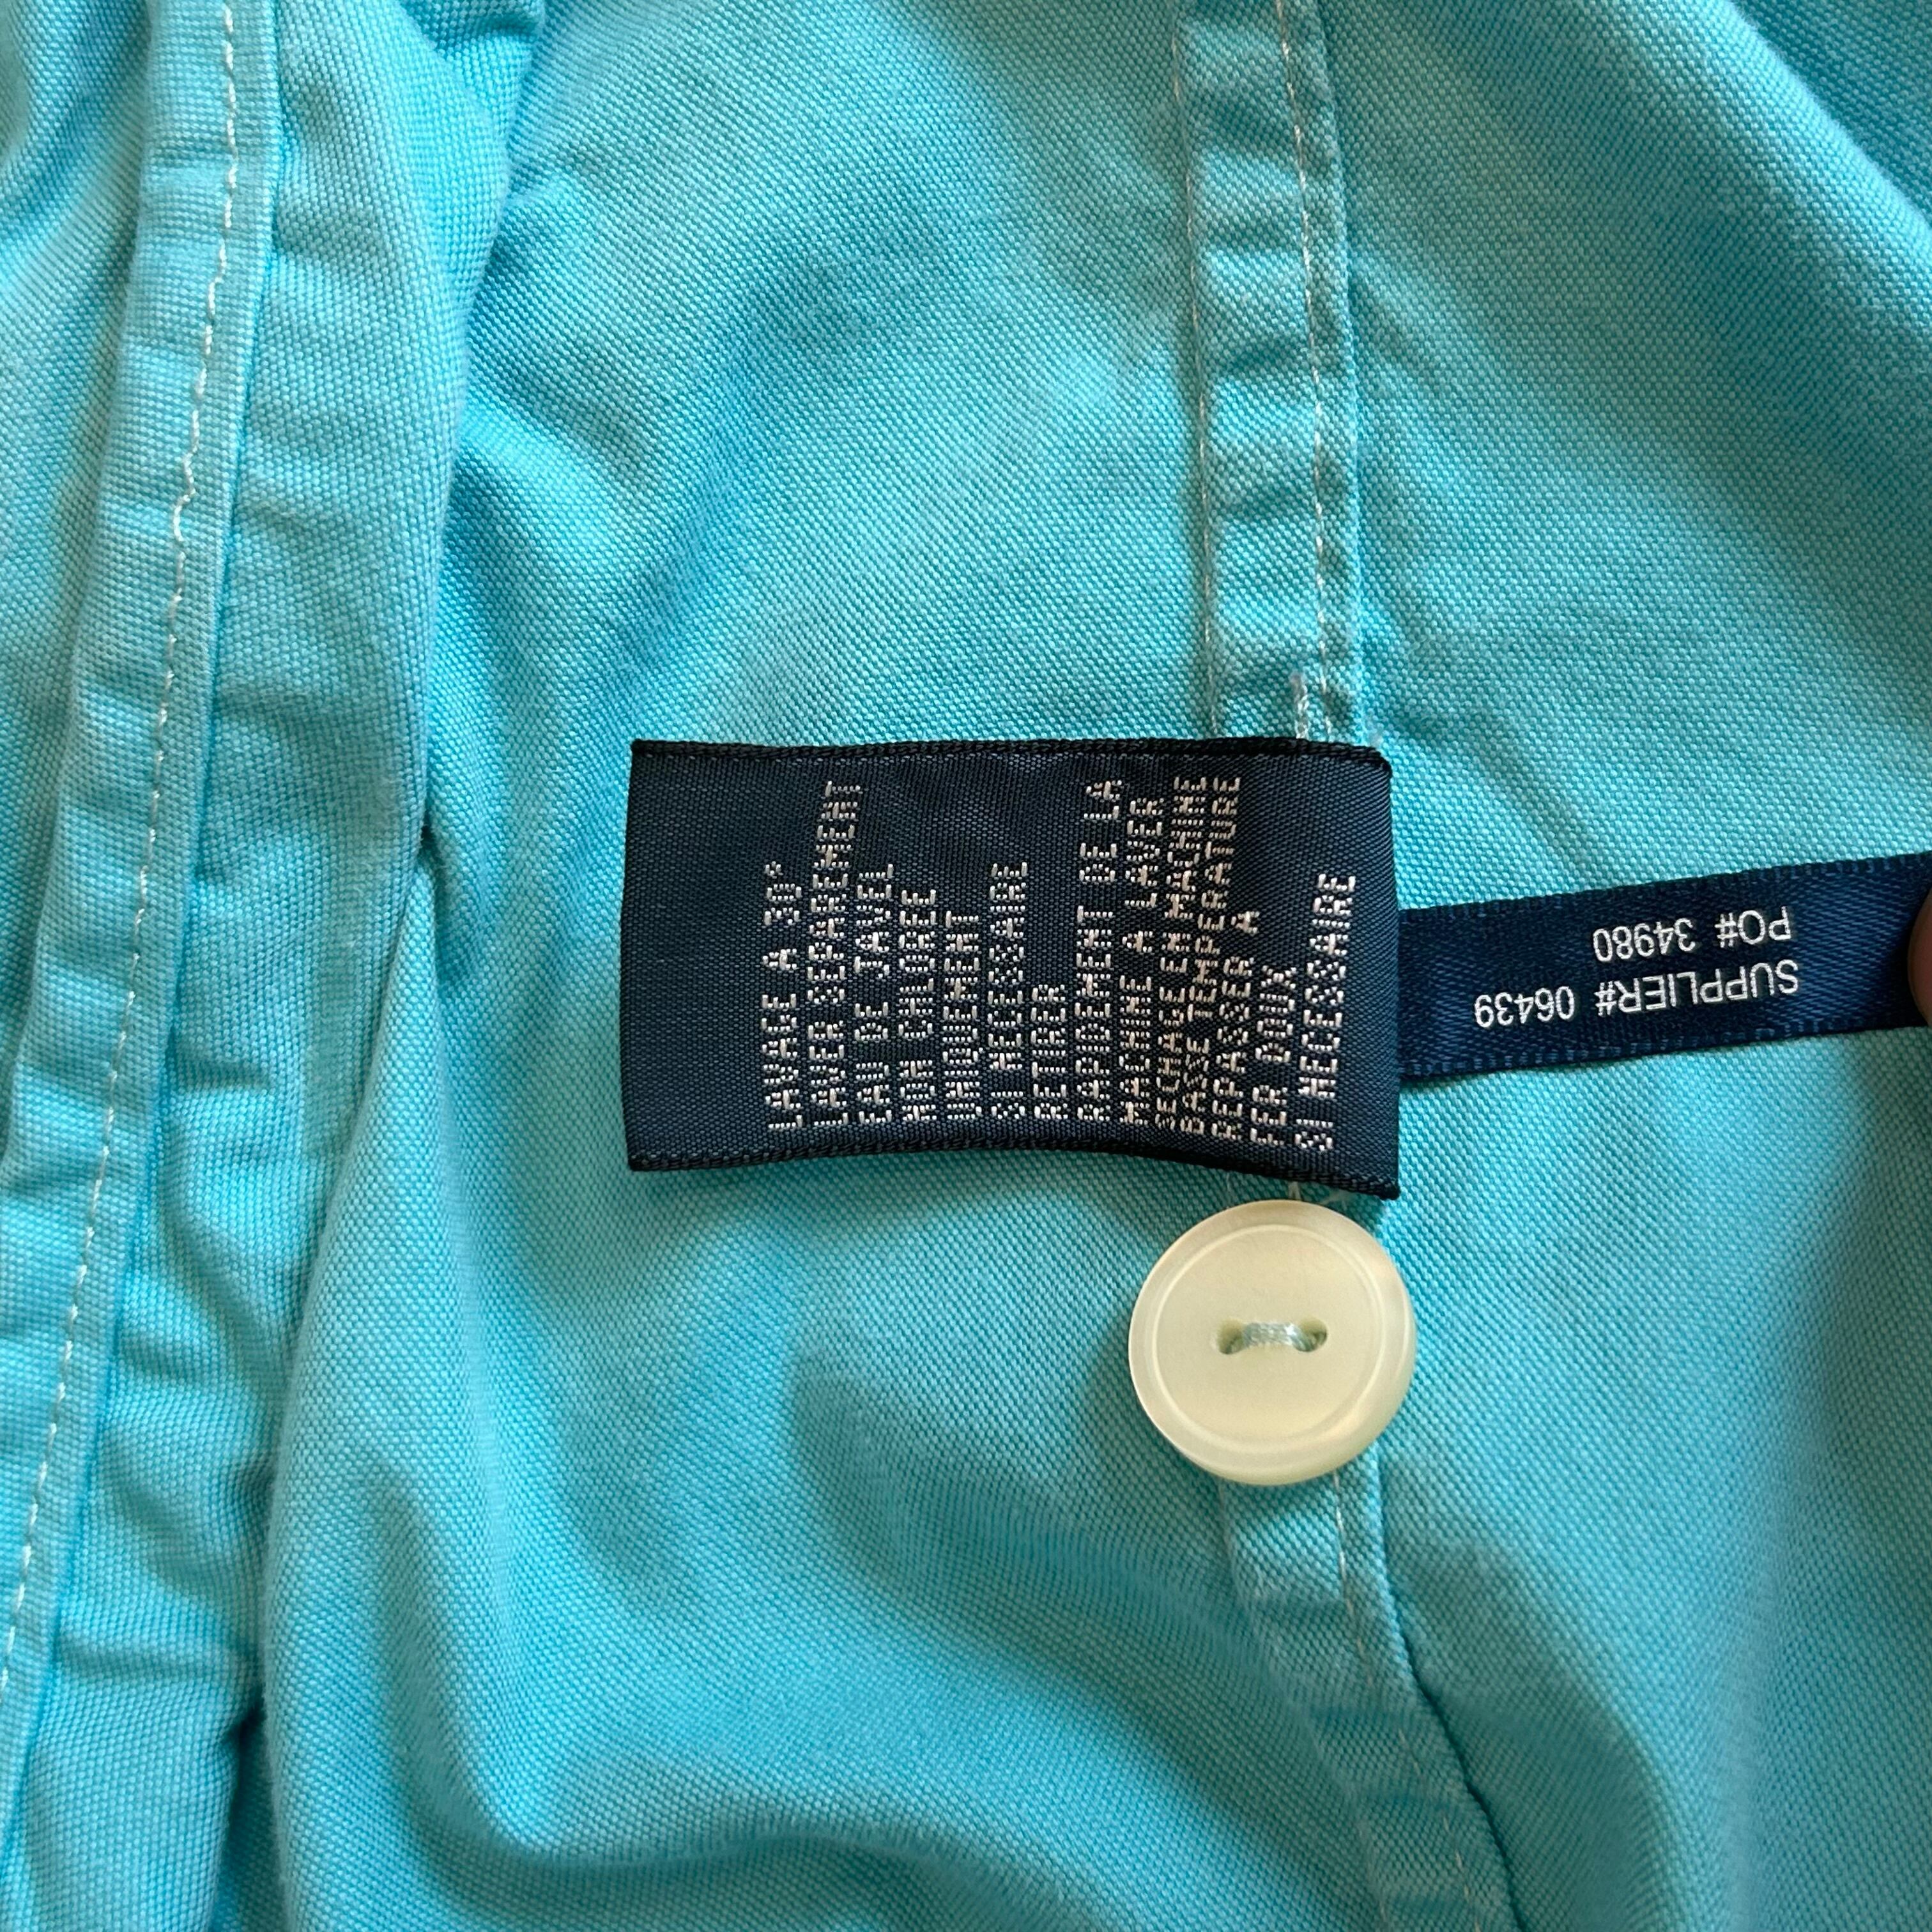 LAVAGE A 30°
LAVER SEPAREMENT
EAU DE JAVEL
NON CHLOREE
UNIQUEMENT
SI NECESSAIRE
RETIRER
RAPIDEMENT DE LA
MACHINE A LAVER
SECHAGE EN MACHINE
BASSE TEMPERATURE
REPASSER A
FER DOUX
SI NECESSAIRE
SUPPLIER# 06439
PO# 34980